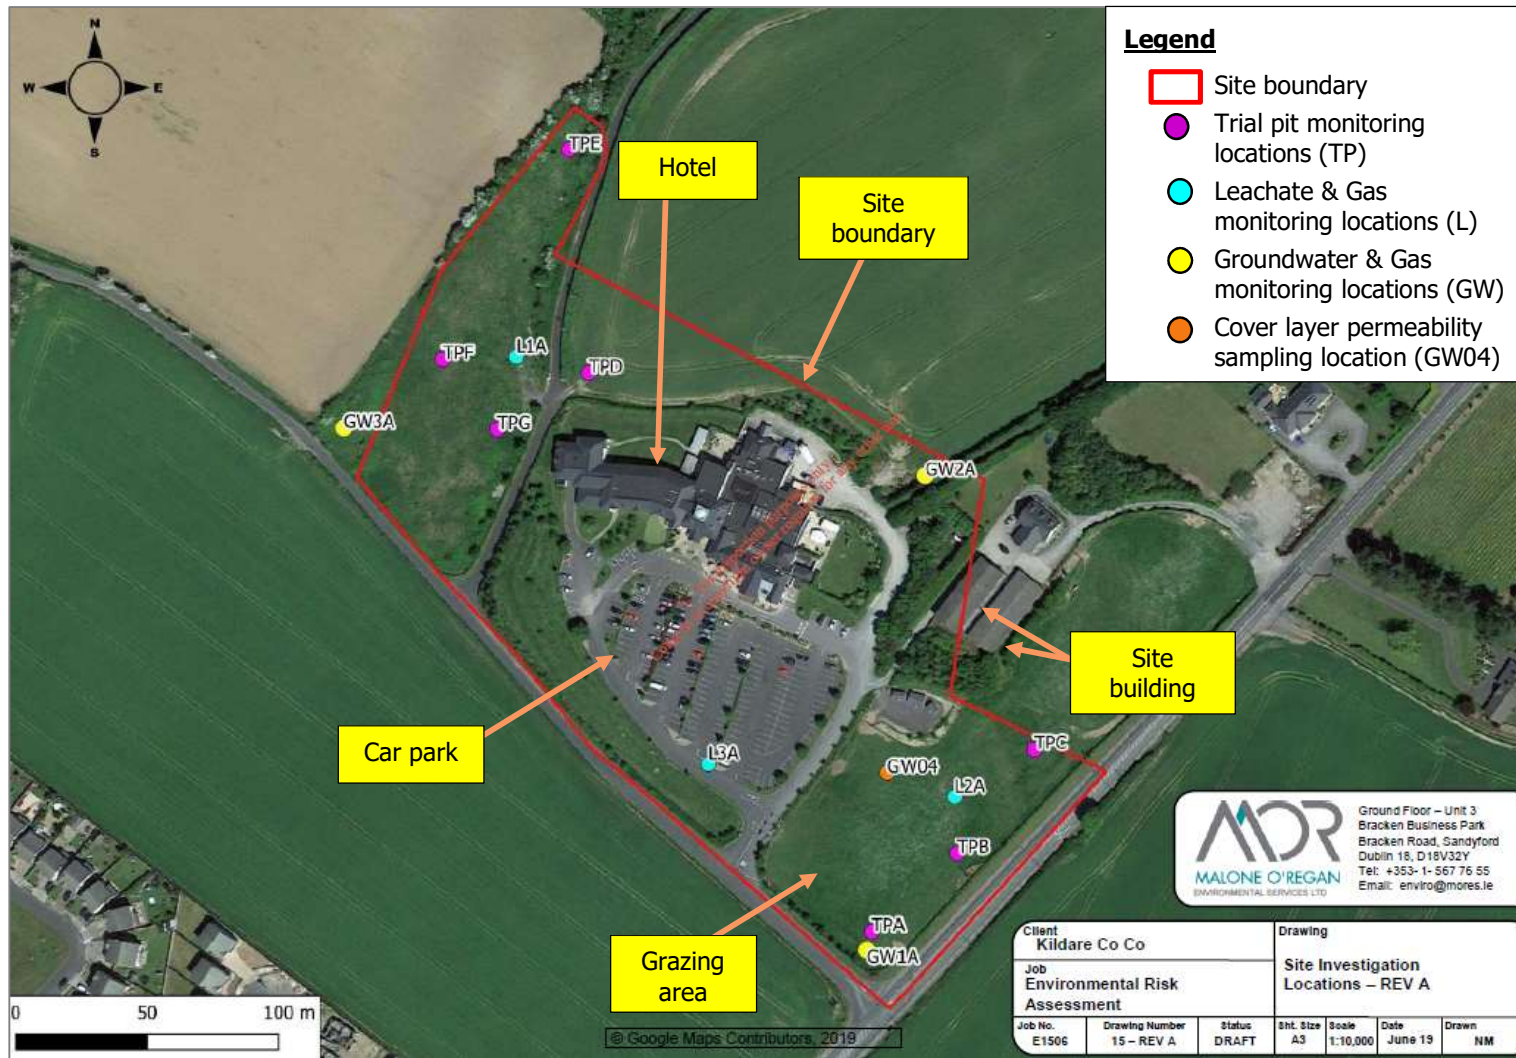 N
W
E
S
Legend
Site boundary
Trial pit monitoring
locations (TP)
Leachate & Gas
monitoring locations (L)
Groundwater & Gas
monitoring locations (GW)
Cover layer permeability
sampling location (GW04)
Hotel
Site
boundary
TPE
TPF
L1A
TPD
GW3A
TPG
GW2A
Site
building
Car park
L3A
TPC
GW04
L2A
TPB
TPA
GW1A
Grazing
area
MOR
MALONE O'REGAN
ENVIRONMENTAL SERVICES LTD
Ground Floor – Unit 3
Bracken Business Park
Bracken Road, Sandyford
Dublin 18, D18V32Y
Tel: +353- 1- 567 76 55
Email: enviro@mores.ie
Client
Kildare Co Co
Job
Environmental Risk
Assessment
Drawing
Site Investigation
Locations – REV A
Job No.
E1506
Drawing Number
15 – REV A
Status
DRAFT
Sht. Size
A3
Scale
1:10,000
Date
June 19
Drawn
NM
0 50 100 m
© Google Maps Contributors, 2019